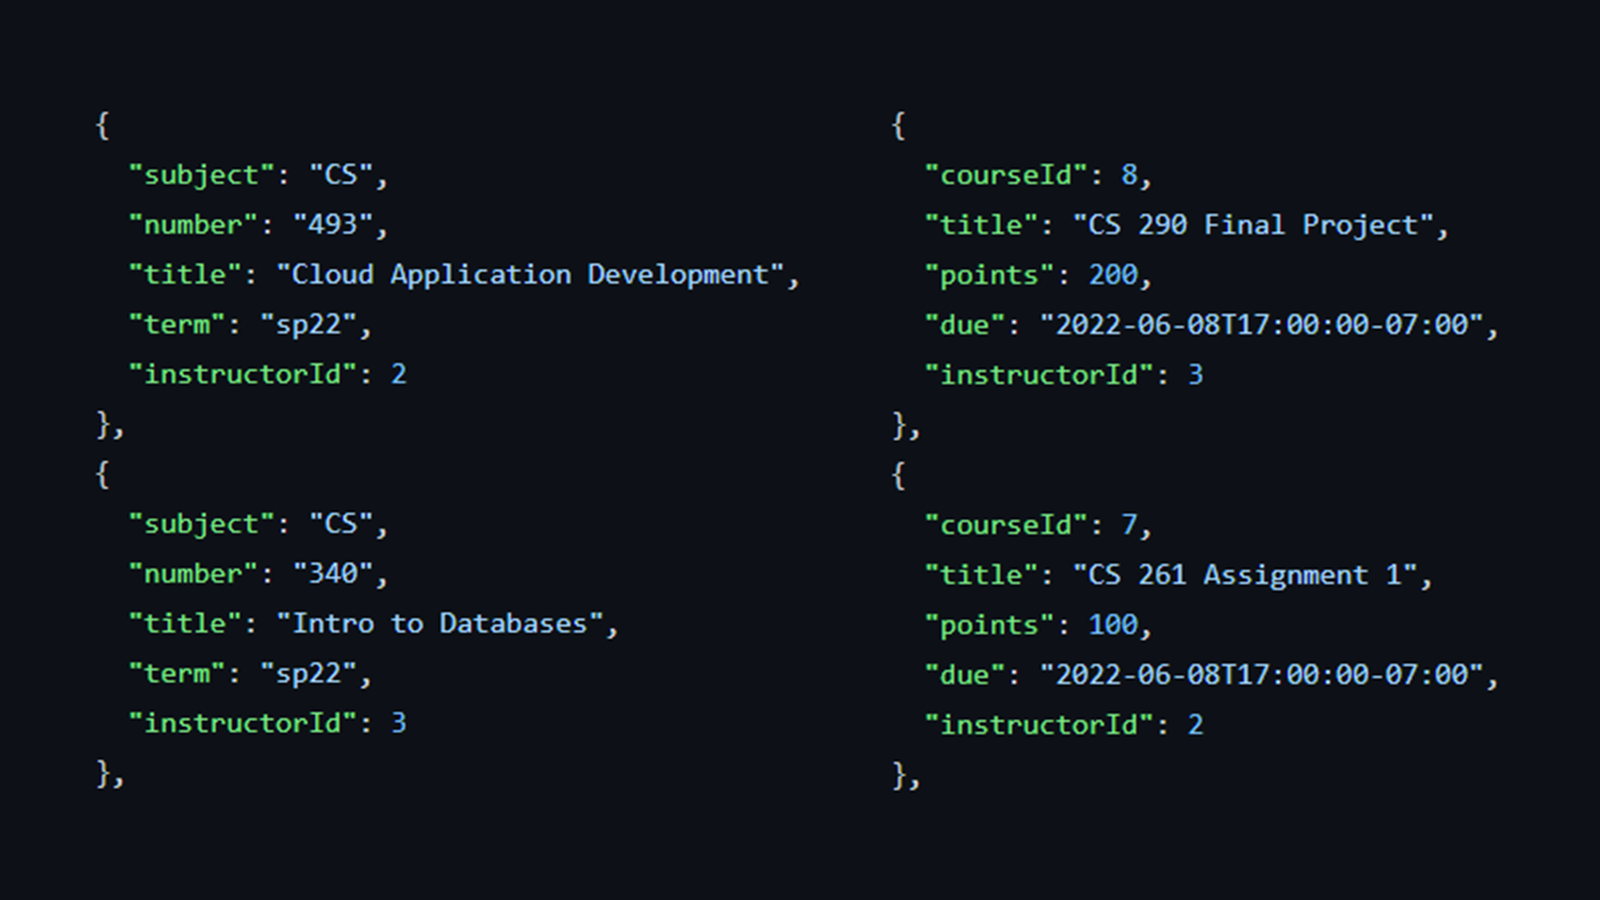 {
  "subject": "CS",
  "number": "493",
  "title": "Cloud Application Development",
  "term": "sp22",
  "instructorId": 2
},
{
  "subject": "CS",
  "number": "340",
  "title": "Intro to Databases",
  "term": "sp22",
  "instructorId": 3
},
{
  "courseId": 8,
  "title": "CS 290 Final Project",
  "points": 200,
  "due": "2022-06-08T17:00:00-07:00",
  "instructorId": 3
},
{
  "courseId": 7,
  "title": "CS 261 Assignment 1",
  "points": 100,
  "due": "2022-06-08T17:00:00-07:00",
  "instructorId": 2
},